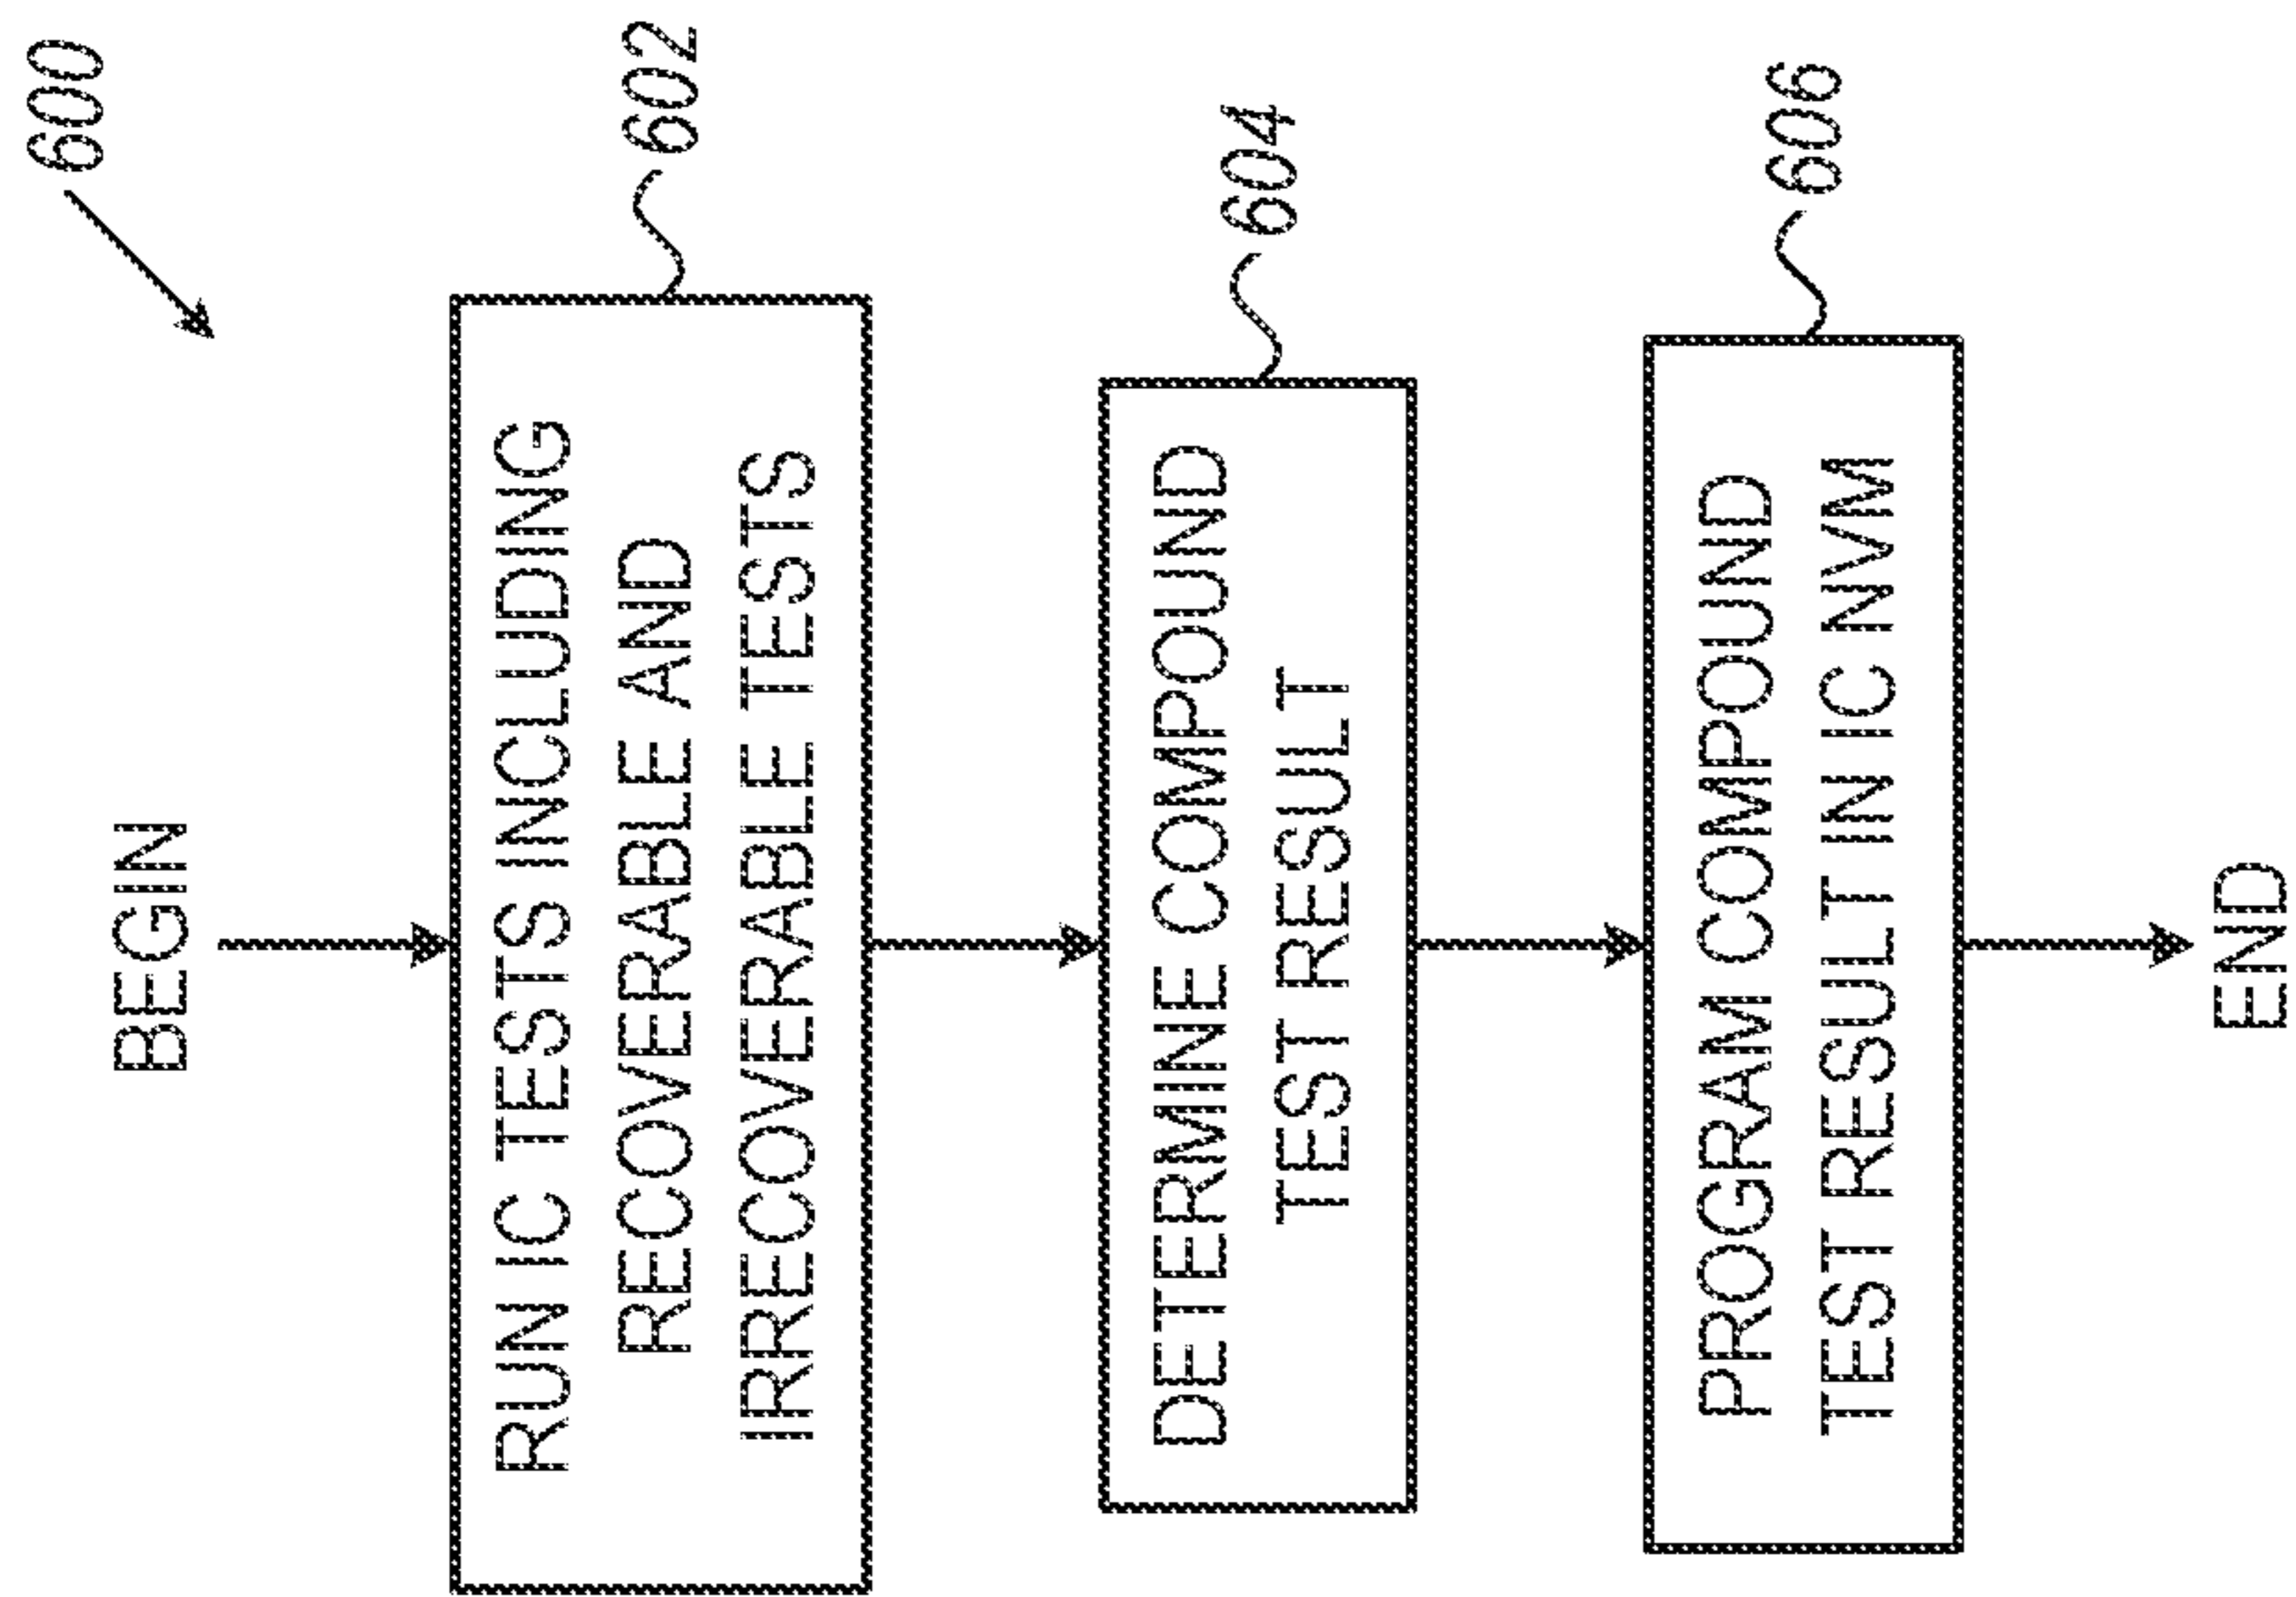 600
BEGIN
RUN IC TESTS INCLUDING
RECOVERABLE AND
IRRECOVERABLE TESTS
602
DETERMINE COMPOUND
TEST RESULT
604
PROGRAM COMPOUND
TEST RESULT IN IC NVM
606
END